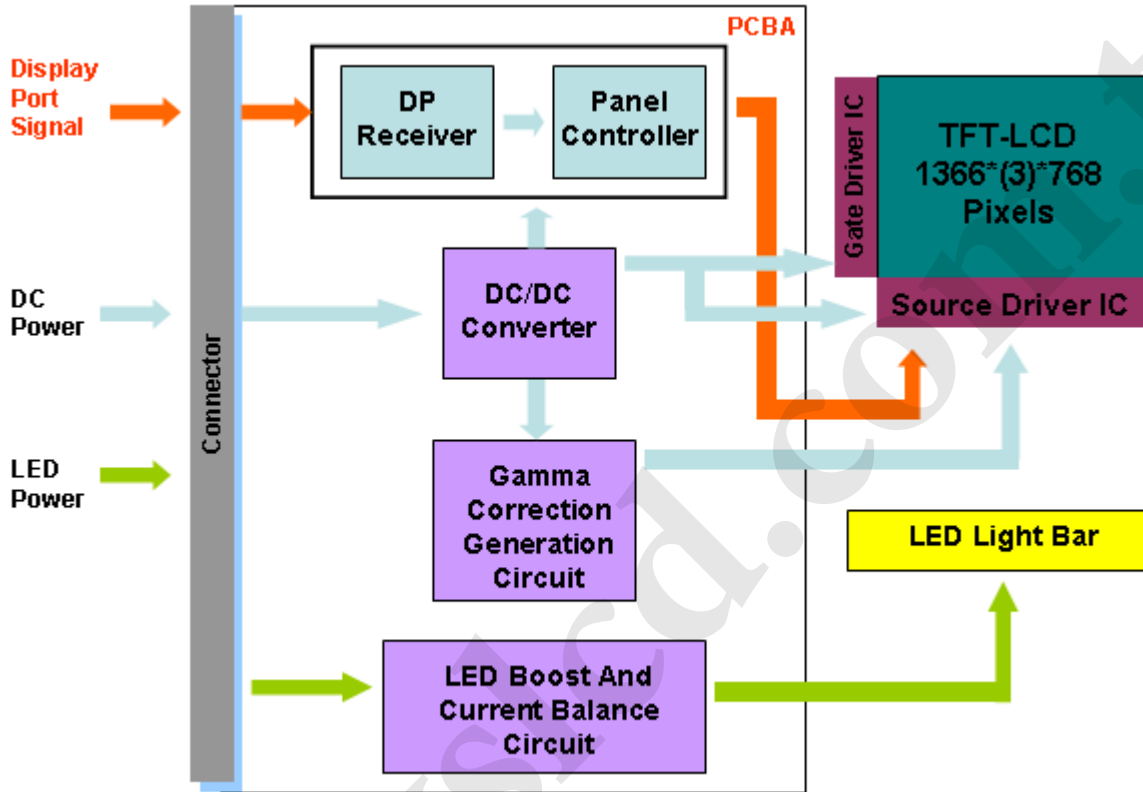 PCBA
Display
Port
Signal
DP
Receiver
Panel
Controller
Gate Driver IC
TFT-LCD
1366*(3)*768
Pixels
Source Driver IC
DC
Power
DC/DC
Converter
Connector
LED
Power
Gamma
Correction
Generation
Circuit
LED Light Bar
LED Boost And
Current Balance
Circuit